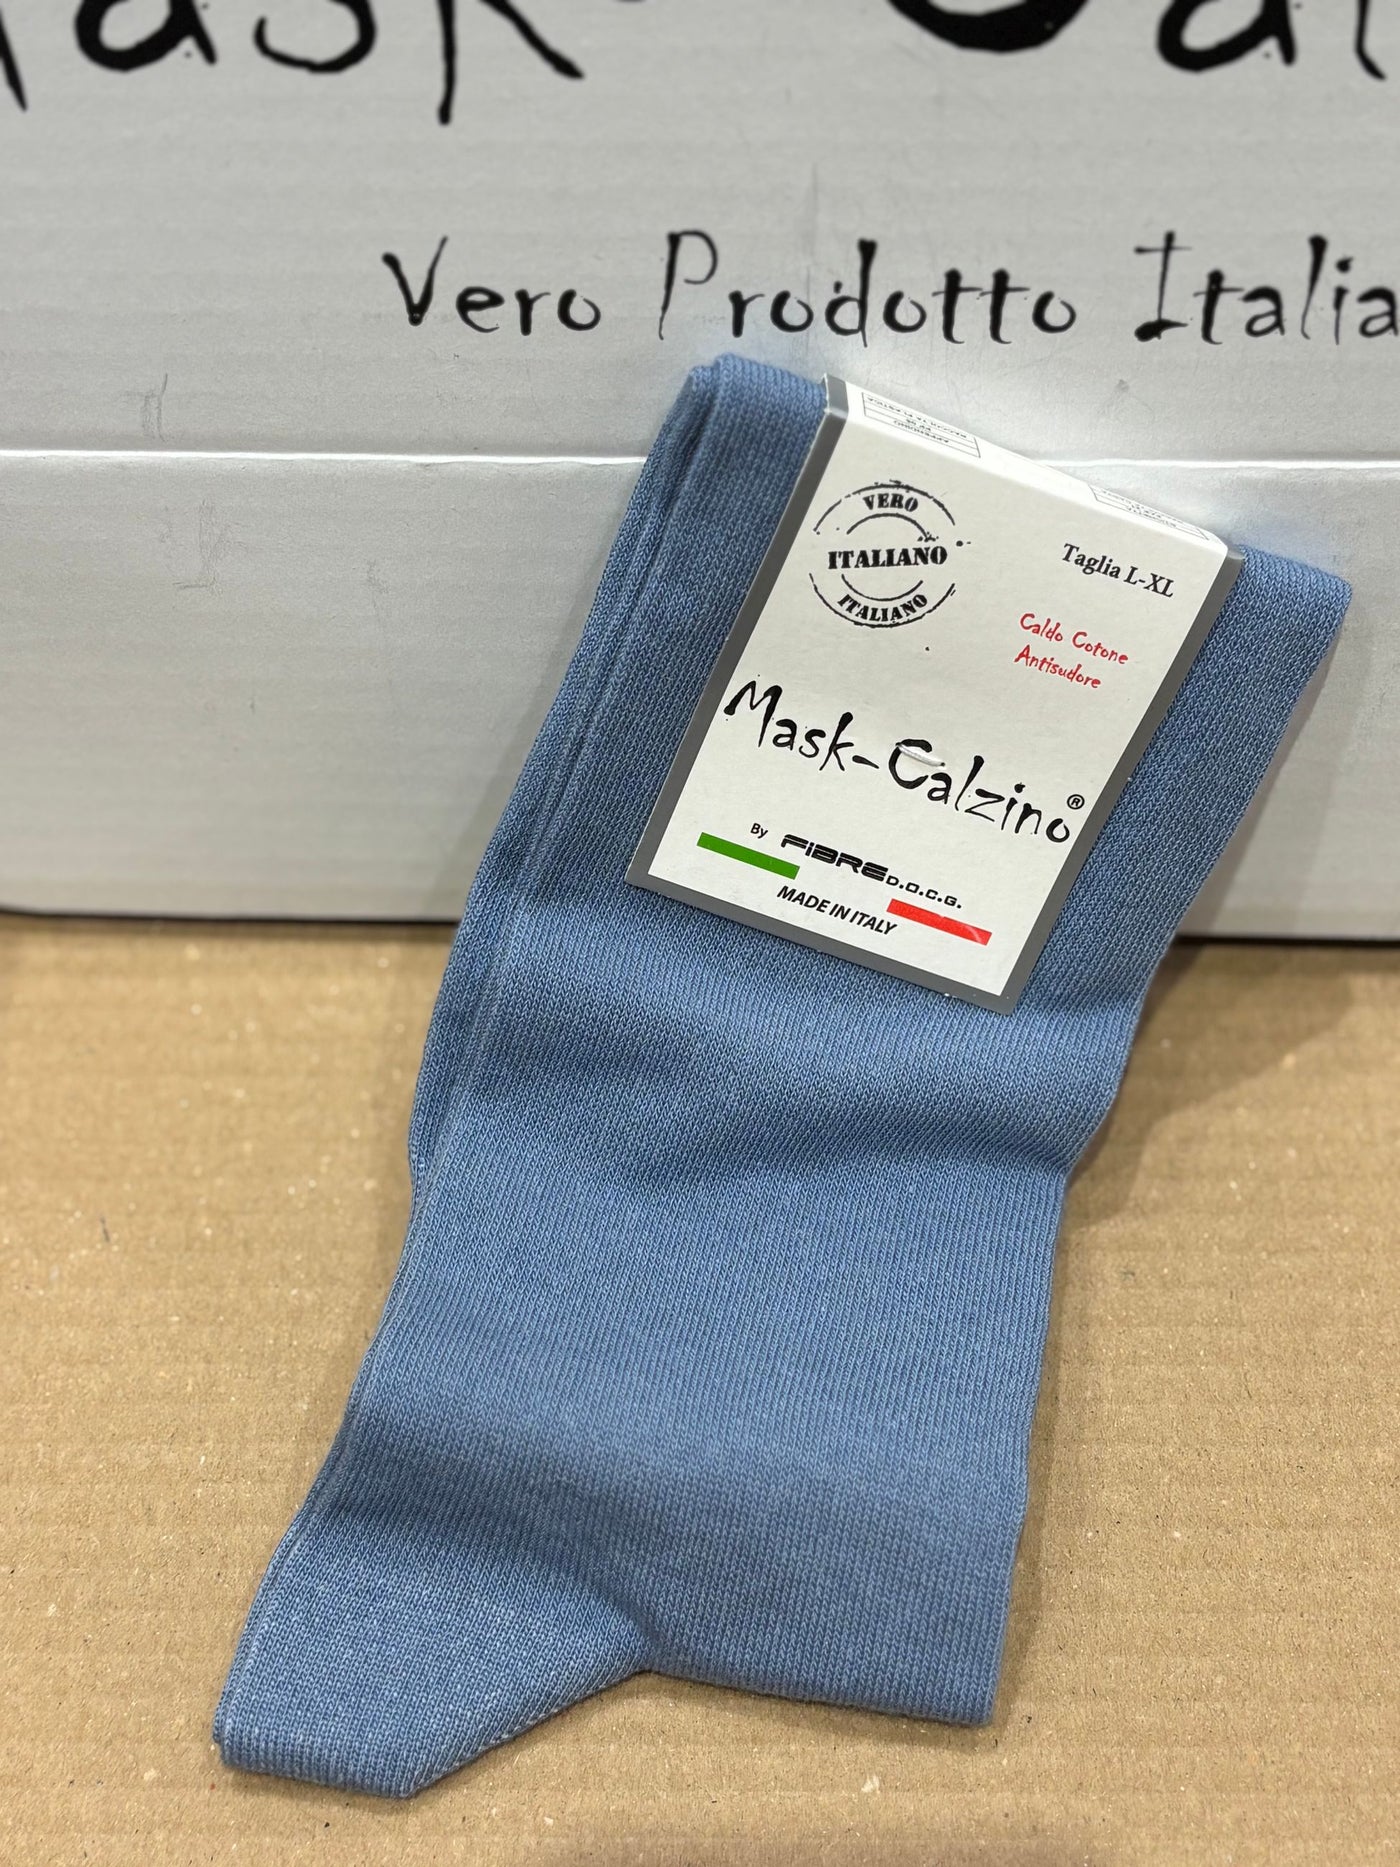 Vero Prodotto Italia
VERO
ITALIANO
ITALIANO
Taglia L-XL
Caldo Cotone
Antisudore
Mask-Calzino®
By FiBRE D.O.C.G.
MADE IN ITALY